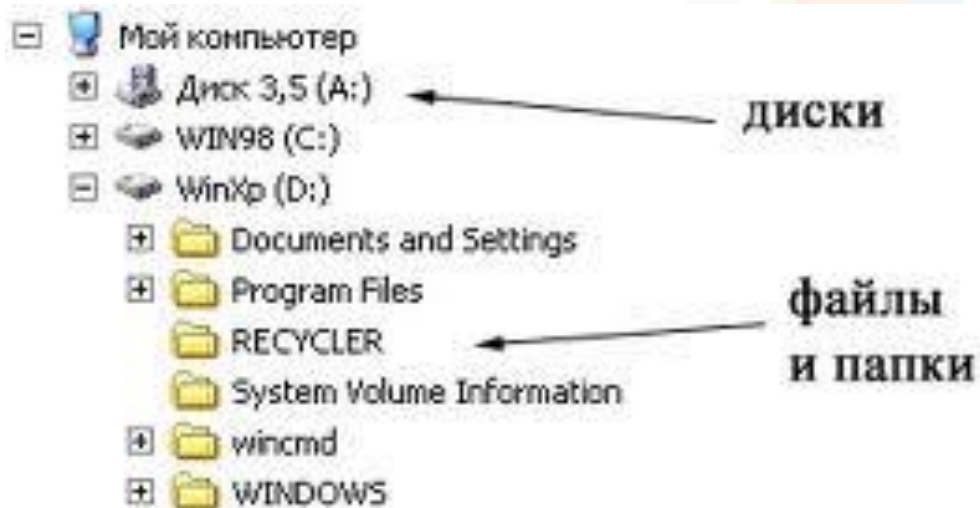 Мой компьютер
Диск 3,5 (A:)
WIN98 (C:)
WinXp (D:)
Documents and Settings
Program Files
RECYCLER
System Volume Information
wincmd
WINDOWS
диски
файлы
и папки